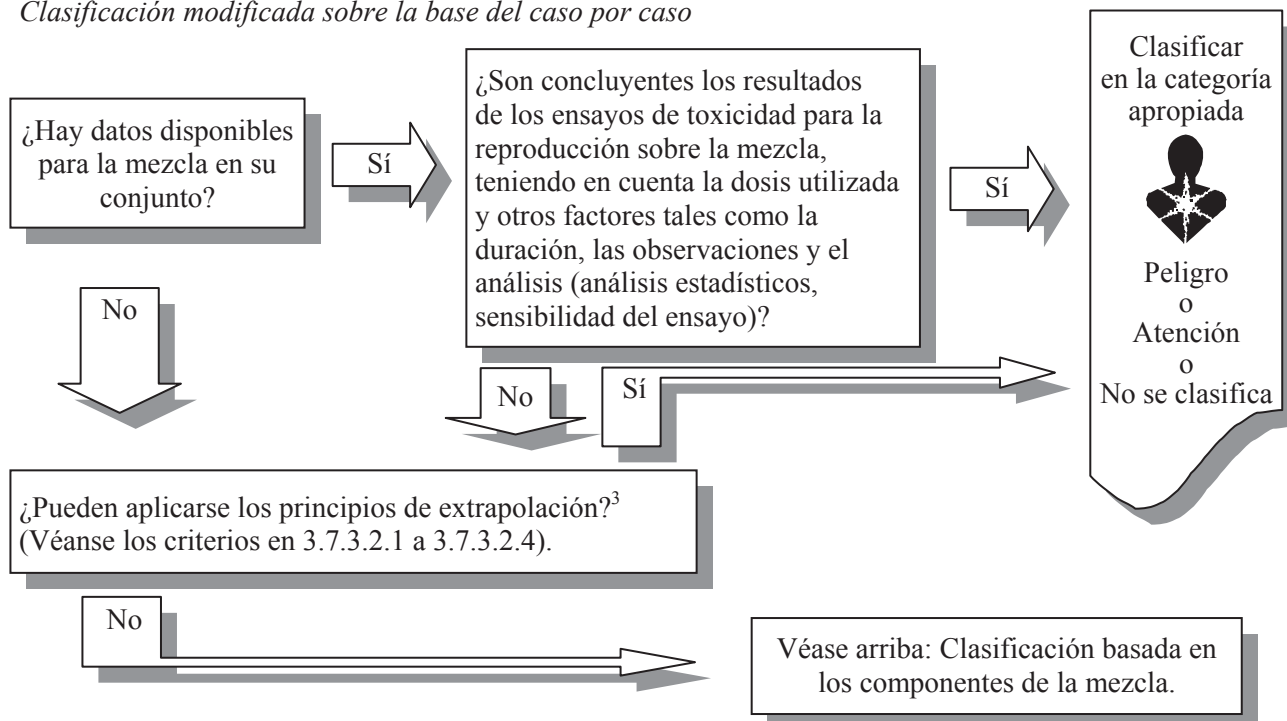 Clasificación modificada sobre la base del caso por caso
¿Hay datos disponibles
para la mezcla en su
conjunto?
Sí
¿Son concluyentes los resultados
de los ensayos de toxicidad para la
reproducción sobre la mezcla,
teniendo en cuenta la dosis utilizada
y otros factores tales como la
duración, las observaciones y el
análisis (análisis estadísticos,
sensibilidad del ensayo)?
Sí
Clasificar
en la categoría
apropiada
Peligro
o
Atención
o
No se clasifica
No
No
Sí
¿Pueden aplicarse los principios de extrapolación?³
(Véanse los criterios en 3.7.3.2.1 a 3.7.3.2.4).
No
Véase arriba: Clasificación basada en
los componentes de la mezcla.